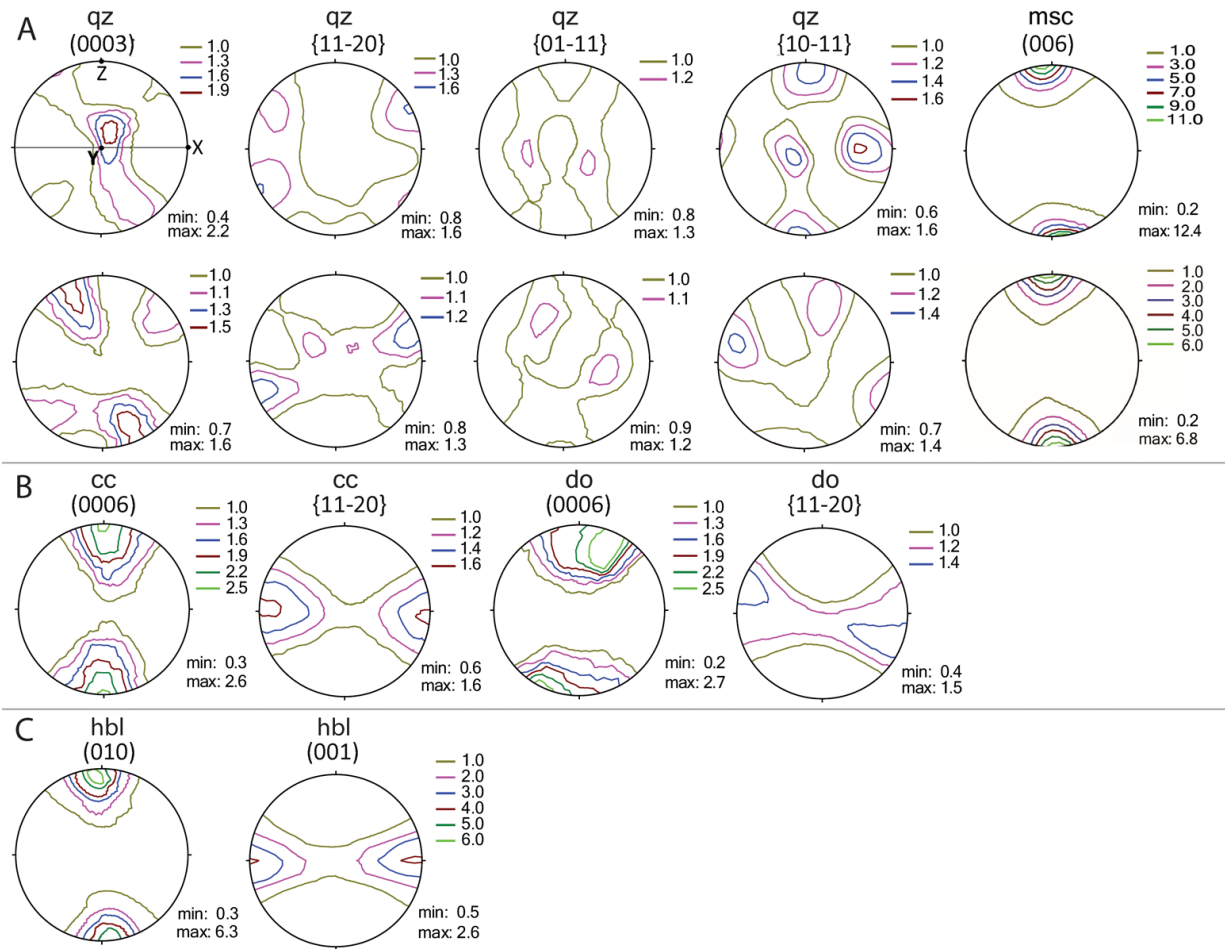 A
qz
(0003)
1.0
1.3
1.6
1.9
Z
Y
X
min: 0.4
max: 2.2
qz
{11-20}
1.0
1.3
1.6
min: 0.8
max: 1.6
qz
{01-11}
1.0
1.2
min: 0.8
max: 1.3
qz
{10-11}
1.0
1.2
1.4
1.6
min: 0.6
max: 1.6
msc
(006)
1.0
3.0
5.0
7.0
9.0
11.0
min: 0.2
max: 12.4
1.0
1.1
1.3
1.5
min: 0.7
max: 1.6
1.0
1.1
1.2
min: 0.8
max: 1.3
1.0
1.1
min: 0.9
max: 1.2
1.0
1.2
1.4
min: 0.7
max: 1.4
1.0
2.0
3.0
4.0
5.0
6.0
min: 0.2
max: 6.8
B
cc
(0006)
1.0
1.3
1.6
1.9
2.2
2.5
min: 0.3
max: 2.6
cc
{11-20}
1.0
1.2
1.4
1.6
min: 0.6
max: 1.6
do
(0006)
1.0
1.3
1.6
1.9
2.2
2.5
min: 0.2
max: 2.7
do
{11-20}
1.0
1.2
1.4
min: 0.4
max: 1.5
C
hbl
(010)
min: 0.3
max: 6.3
hbl
(001)
1.0
2.0
3.0
4.0
5.0
6.0
min: 0.5
max: 2.6